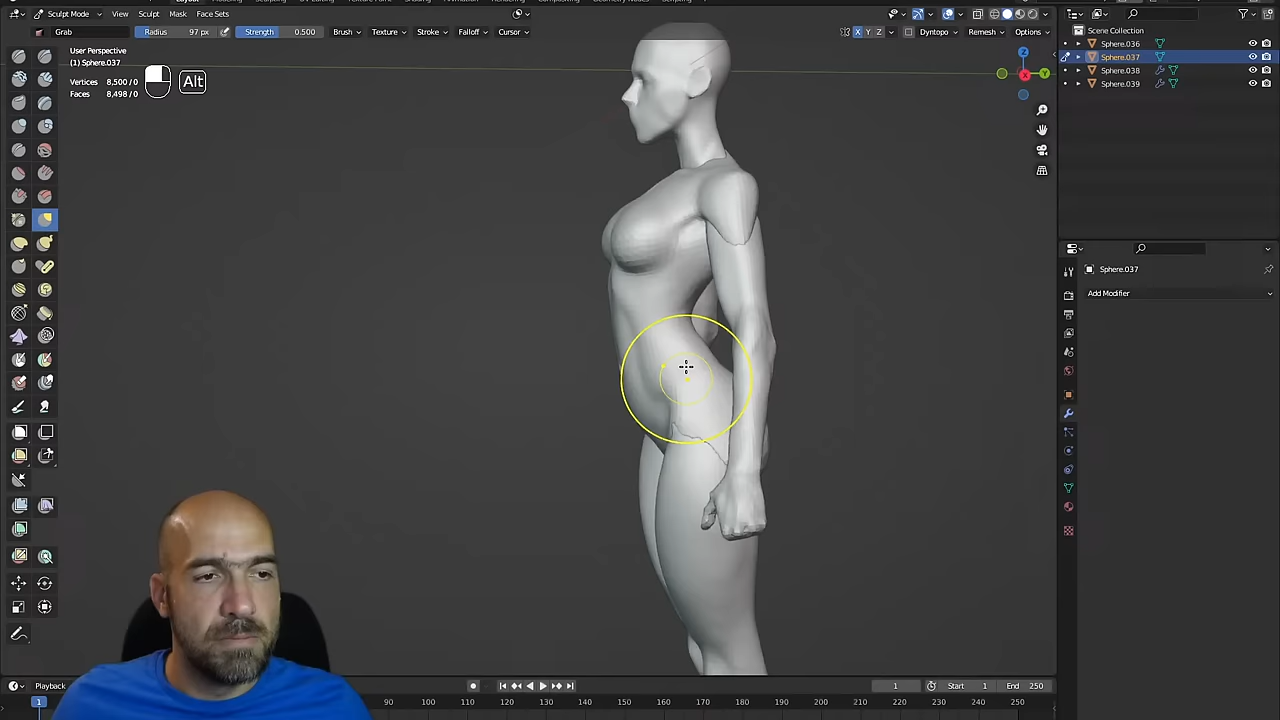 Sculpt Mode View Sculpt Mask Face Sets
Grab Radius 97 px Strength 0.500 Brush Texture Stroke Falloff Cursor X Y Z Dyntopo Remesh Options
User Perspective
(1) Sphere.037
Vertices 8.500 / 0
Faces 8,498 / 0
Alt
Z
X
Y
Scene Collection
Sphere.036
Sphere.037
Sphere.038
Sphere.039
Sphere.037
Add Modifier
Playback 1 Start 1 End 250
1 90 100 110 120 130 140 150 160 170 180 190 200 210 220 230 240 250